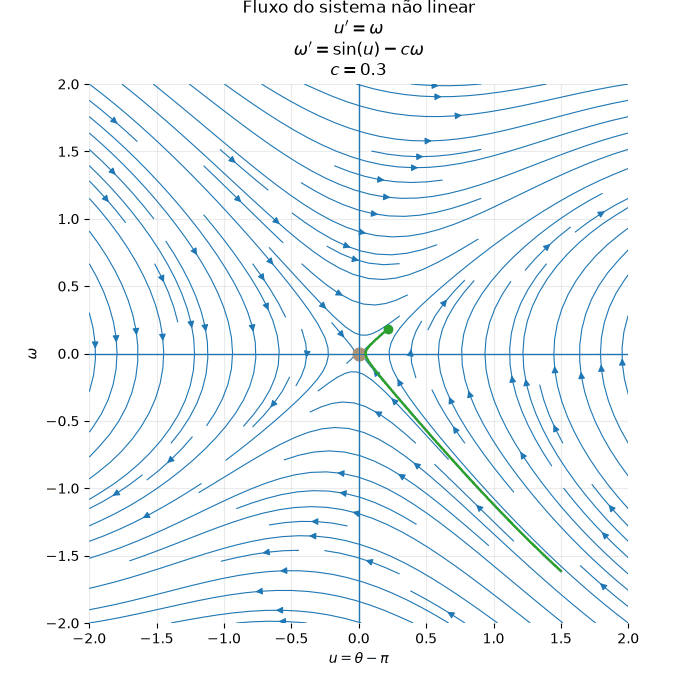 Fluxo do sistema não linear
u′ = ω
ω′ = sin(u) − cω
c = 0.3
2.0
1.5
1.0
0.5
0.0
−0.5
−1.0
−1.5
−2.0
ω
−2.0 −1.5 −1.0 −0.5 0.0 0.5 1.0 1.5 2.0
u = θ − π